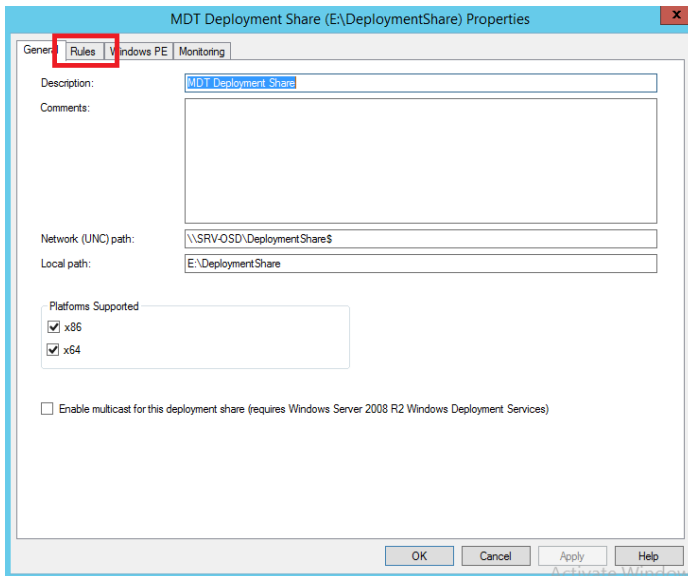 MDT Deployment Share (E:\DeploymentShare) Properties
x
General Rules Windows PE Monitoring
Description: MDT Deployment Share
Comments:
Network (UNC) path: \\SRV-OSD\DeploymentShare$
Local path: E:\DeploymentShare
Platforms Supported
x86
x64
Enable multicast for this deployment share (requires Windows Server 2008 R2 Windows Deployment Services)
OK Cancel Apply Help
Activate Window